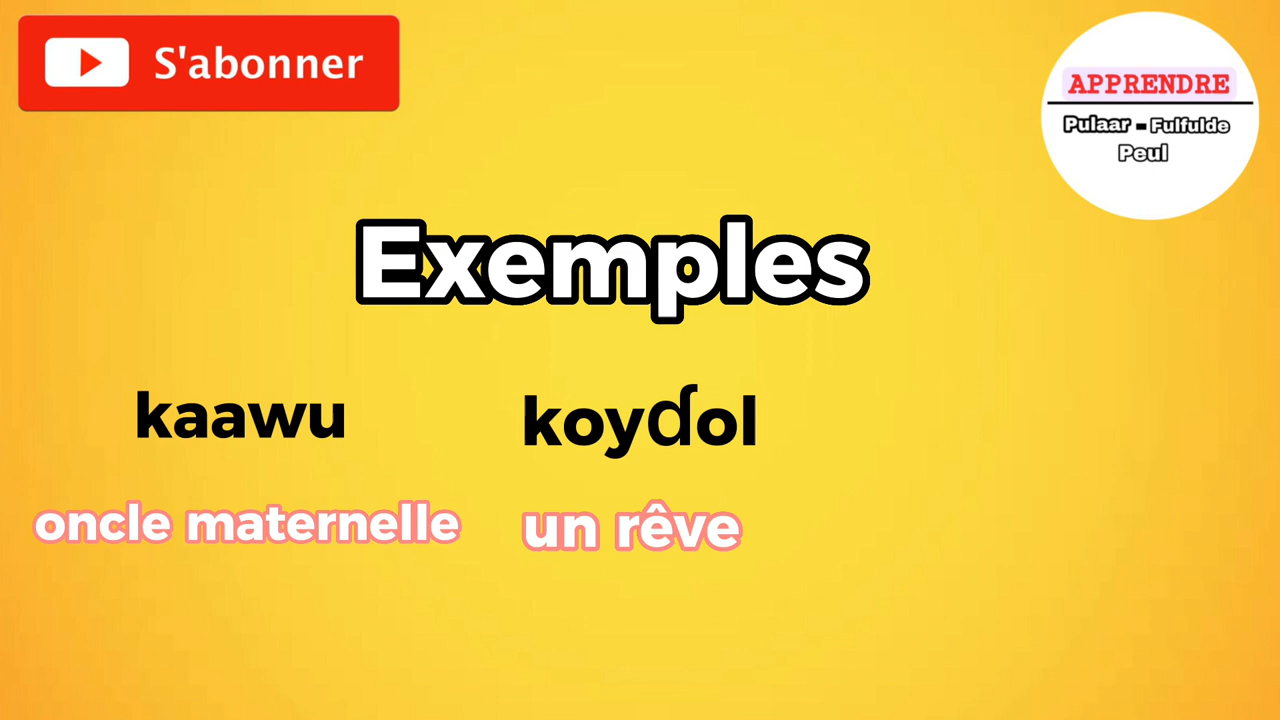 S'abonner
APPRENDRE
Pulaar - Fulfulde
Peul
Exemples
kaawu
koyɗol
oncle maternelle
un rêve